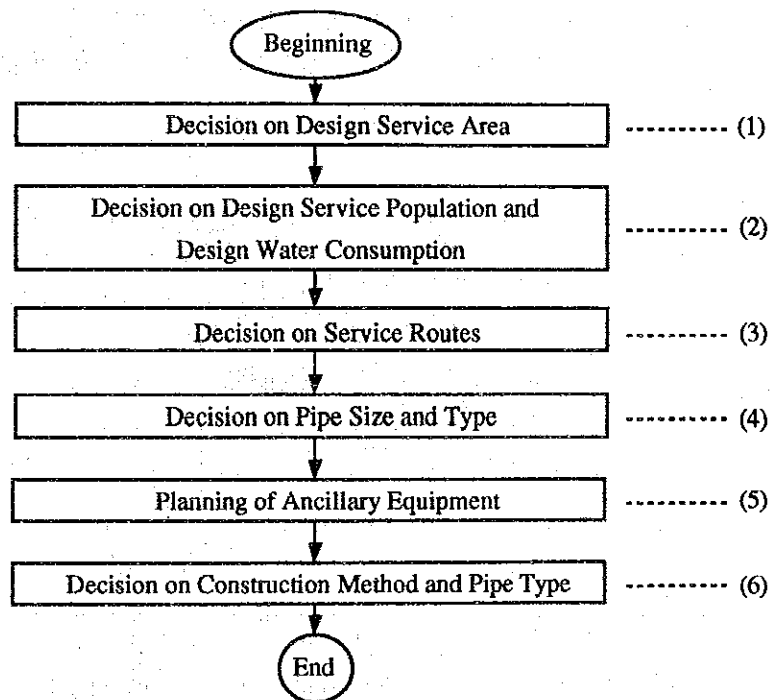 Beginning
Decision on Design Service Area -------- (1)
Decision on Design Service Population and
Design Water Consumption -------- (2)
Decision on Service Routes -------- (3)
Decision on Pipe Size and Type -------- (4)
Planning of Ancillary Equipment -------- (5)
Decision on Construction Method and Pipe Type -------- (6)
End